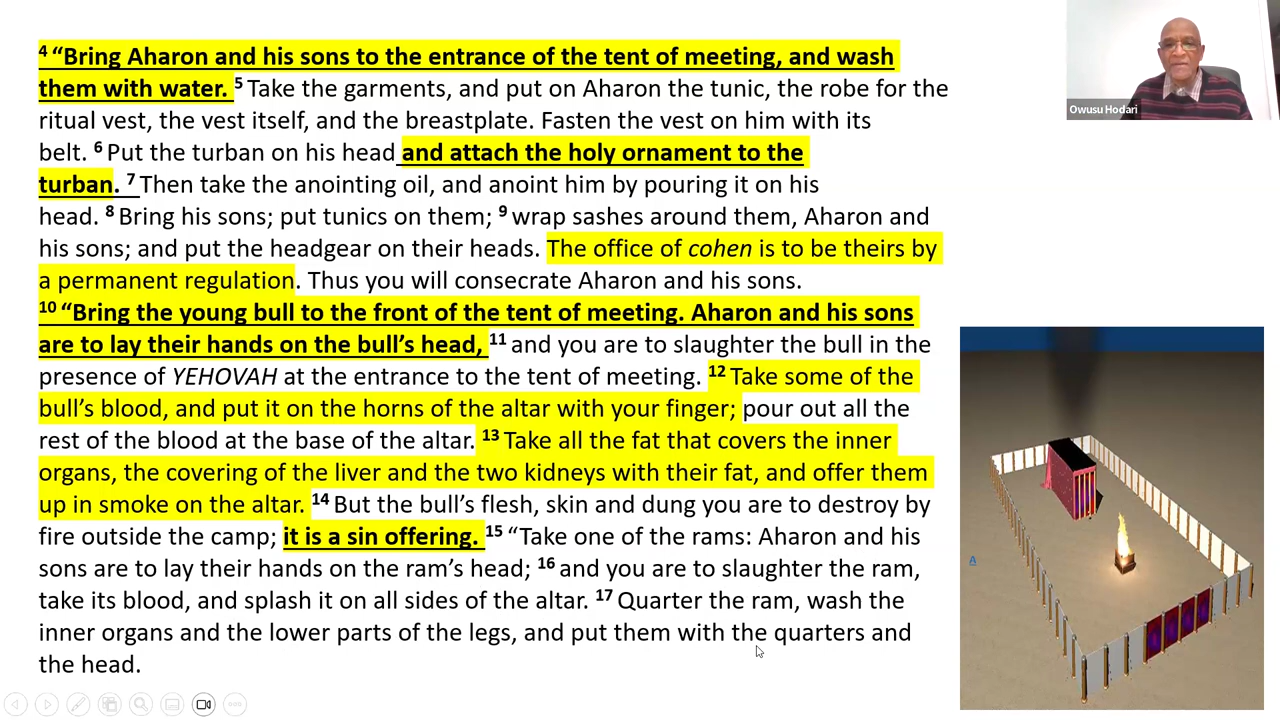 4 “Bring Aharon and his sons to the entrance of the tent of meeting, and wash
them with water. 5 Take the garments, and put on Aharon the tunic, the robe for the
ritual vest, the vest itself, and the breastplate. Fasten the vest on him with its
belt. 6 Put the turban on his head and attach the holy ornament to the
turban. 7 Then take the anointing oil, and anoint him by pouring it on his
head. 8 Bring his sons; put tunics on them; 9 wrap sashes around them, Aharon and
his sons; and put the headgear on their heads. The office of cohen is to be theirs by
a permanent regulation. Thus you will consecrate Aharon and his sons.
10 “Bring the young bull to the front of the tent of meeting. Aharon and his sons
are to lay their hands on the bull’s head, 11 and you are to slaughter the bull in the
presence of YEHOVAH at the entrance to the tent of meeting. 12 Take some of the
bull’s blood, and put it on the horns of the altar with your finger; pour out all the
rest of the blood at the base of the altar. 13 Take all the fat that covers the inner
organs, the covering of the liver and the two kidneys with their fat, and offer them
up in smoke on the altar. 14 But the bull’s flesh, skin and dung you are to destroy by
fire outside the camp; it is a sin offering. 15 “Take one of the rams: Aharon and his
sons are to lay their hands on the ram’s head; 16 and you are to slaughter the ram,
take its blood, and splash it on all sides of the altar. 17 Quarter the ram, wash the
inner organs and the lower parts of the legs, and put them with the quarters and
the head.
Owusu Hodari
A